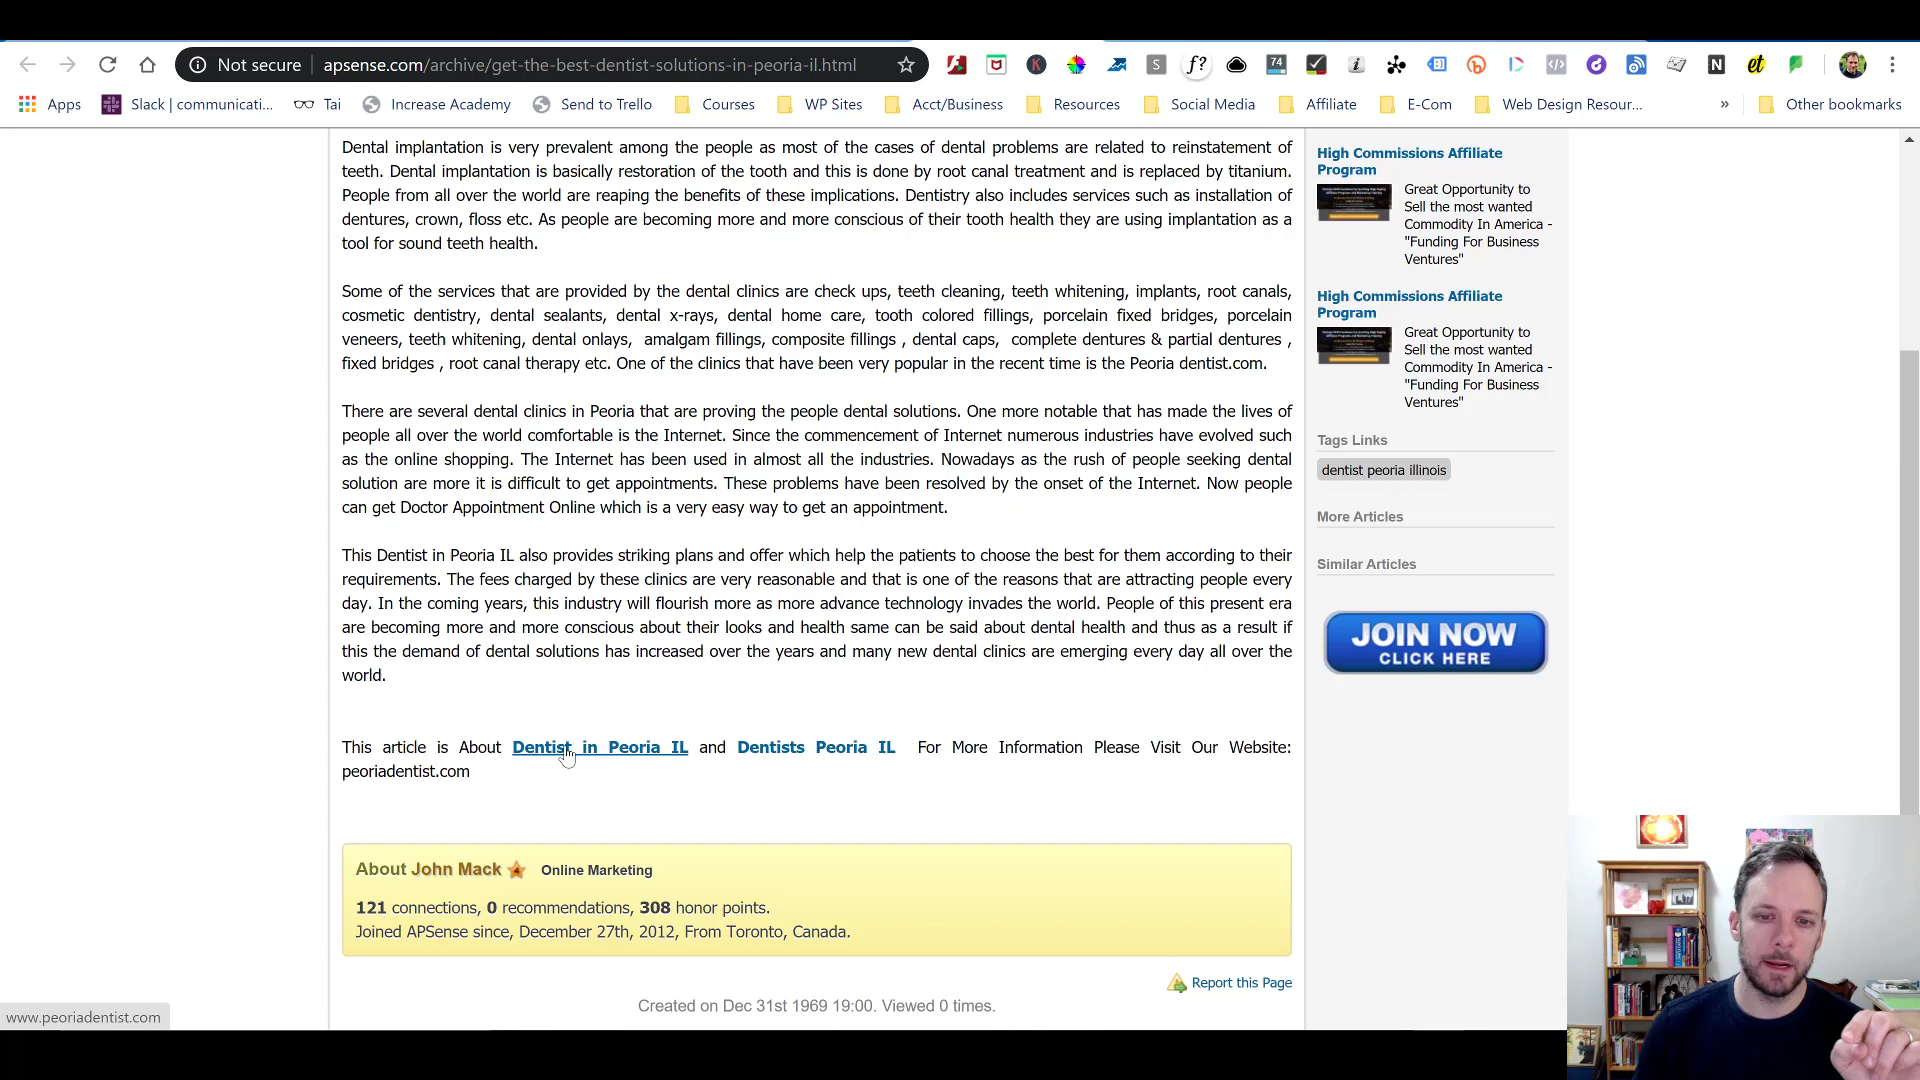 Not secure apsense.com/archive/get-the-best-dentist-solutions-in-peoria-il.html
Apps Slack | communicati... Tai Increase Academy Send to Trello Courses WP Sites Acct/Business Resources Social Media Affiliate E-Com Web Design Resour... » Other bookmarks
Dental implantation is very prevalent among the people as most of the cases of dental problems are related to reinstatement of
teeth. Dental implantation is basically restoration of the tooth and this is done by root canal treatment and is replaced by titanium.
People from all over the world are reaping the benefits of these implications. Dentistry also includes services such as installation of
dentures, crown, floss etc. As people are becoming more and more conscious of their tooth health they are using implantation as a
tool for sound teeth health.
Some of the services that are provided by the dental clinics are check ups, teeth cleaning, teeth whitening, implants, root canals,
cosmetic dentistry, dental sealants, dental x-rays, dental home care, tooth colored fillings, porcelain fixed bridges, porcelain
veneers, teeth whitening, dental onlays, amalgam fillings, composite fillings , dental caps, complete dentures & partial dentures ,
fixed bridges , root canal therapy etc. One of the clinics that have been very popular in the recent time is the Peoria dentist.com.
There are several dental clinics in Peoria that are proving the people dental solutions. One more notable that has made the lives of
people all over the world comfortable is the Internet. Since the commencement of Internet numerous industries have evolved such
as the online shopping. The Internet has been used in almost all the industries. Nowadays as the rush of people seeking dental
solution are more it is difficult to get appointments. These problems have been resolved by the onset of the Internet. Now people
can get Doctor Appointment Online which is a very easy way to get an appointment.
This Dentist in Peoria IL also provides striking plans and offer which help the patients to choose the best for them according to their
requirements. The fees charged by these clinics are very reasonable and that is one of the reasons that are attracting people every
day. In the coming years, this industry will flourish more as more advance technology invades the world. People of this present era
are becoming more and more conscious about their looks and health same can be said about dental health and thus as a result if
this the demand of dental solutions has increased over the years and many new dental clinics are emerging every day all over the
world.
This article is About Dentist in Peoria IL and Dentists Peoria IL For More Information Please Visit Our Website:
peoriadentist.com
About John Mack 4 Online Marketing
121 connections, 0 recommendations, 308 honor points.
Joined APSense since, December 27th, 2012, From Toronto, Canada.
Report this Page
Created on Dec 31st 1969 19:00. Viewed 0 times.
High Commissions Affiliate
Program
Great Opportunity to
Sell the most wanted
Commodity In America -
"Funding For Business
Ventures"
High Commissions Affiliate
Program
Great Opportunity to
Sell the most wanted
Commodity In America -
"Funding For Business
Ventures"
Tags Links
dentist peoria illinois
More Articles
Similar Articles
JOIN NOW
CLICK HERE
www.peoriadentist.com